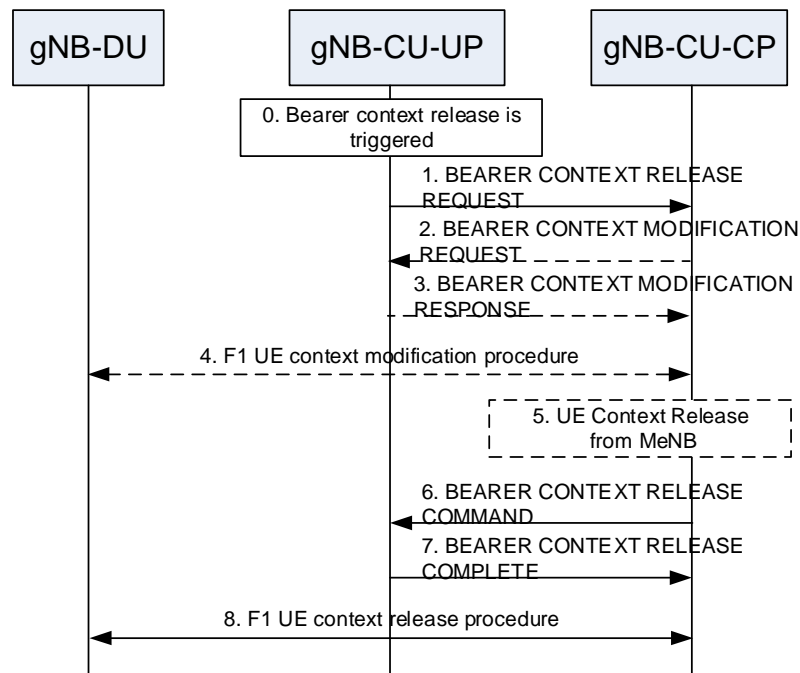 gNB-DU
gNB-CU-UP
gNB-CU-CP
0. Bearer context release is
triggered
1. BEARER CONTEXT RELEASE
REQUEST
2. BEARER CONTEXT MODIFICATION
REQUEST
3. BEARER CONTEXT MODIFICATION
RESPONSE
4. F1 UE context modification procedure
5. UE Context Release
from MeNB
6. BEARER CONTEXT RELEASE
COMMAND
7. BEARER CONTEXT RELEASE
COMPLETE
8. F1 UE context release procedure